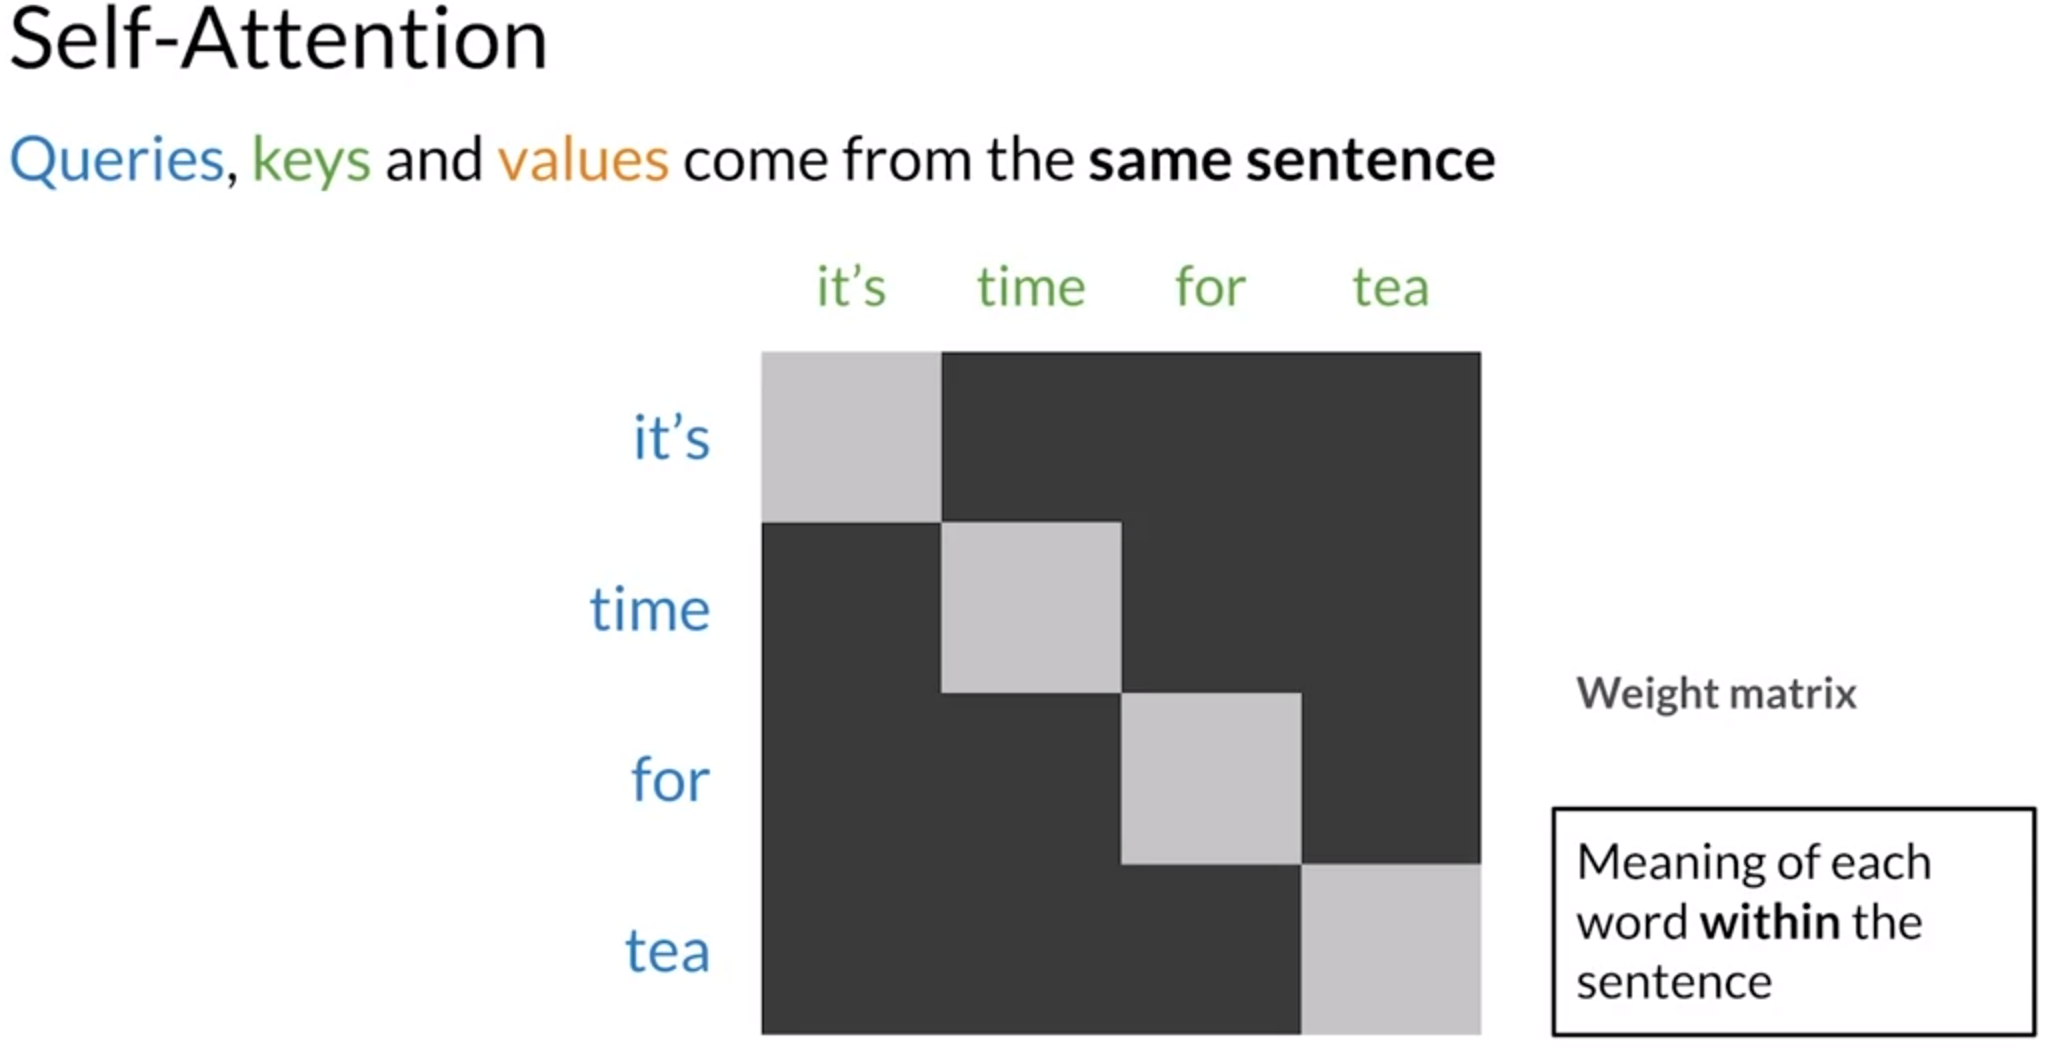 Self-Attention
Queries, keys and values come from the same sentence
it’s time for tea
it’s
time
for
tea
Weight matrix
Meaning of each
word within the
sentence